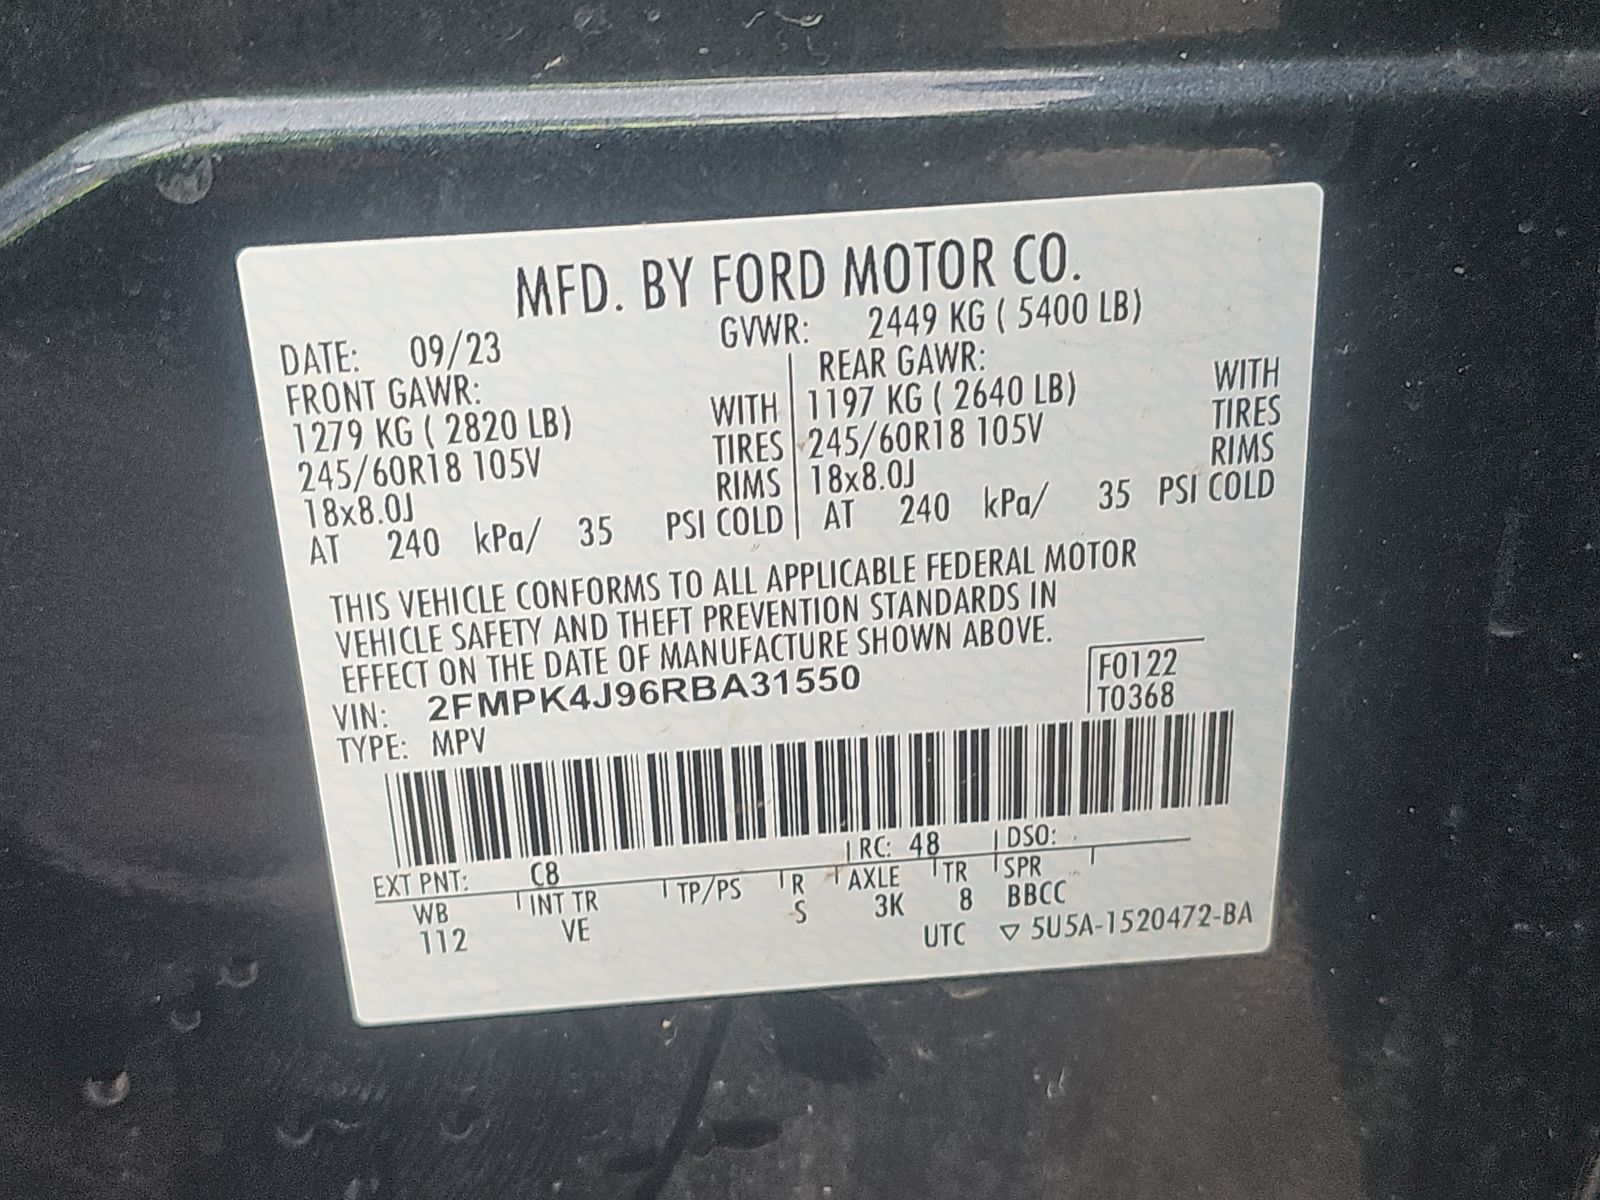 MFD. BY FORD MOTOR CO.
DATE: 09/23 GVWR: 2449 KG ( 5400 LB)
FRONT GAWR: REAR GAWR:
1279 KG ( 2820 LB) WITH 1197 KG ( 2640 LB) WITH
245/60R18 105V TIRES 245/60R18 105V TIRES
18x8.0J RIMS 18x8.0J RIMS
AT 240 kPa/ 35 PSI COLD AT 240 kPa/ 35 PSI COLD
THIS VEHICLE CONFORMS TO ALL APPLICABLE FEDERAL MOTOR
VEHICLE SAFETY AND THEFT PREVENTION STANDARDS IN
EFFECT ON THE DATE OF MANUFACTURE SHOWN ABOVE.
VIN: 2FMPK4J96RBA31550 F0122
TYPE: MPV T0368
EXT PNT: C8 RC: 48 DSO:
WB INT TR TP/PS R AXLE TR SPR
112 VE S 3K 8 BBCC
UTC ▽ 5U5A-1520472-BA